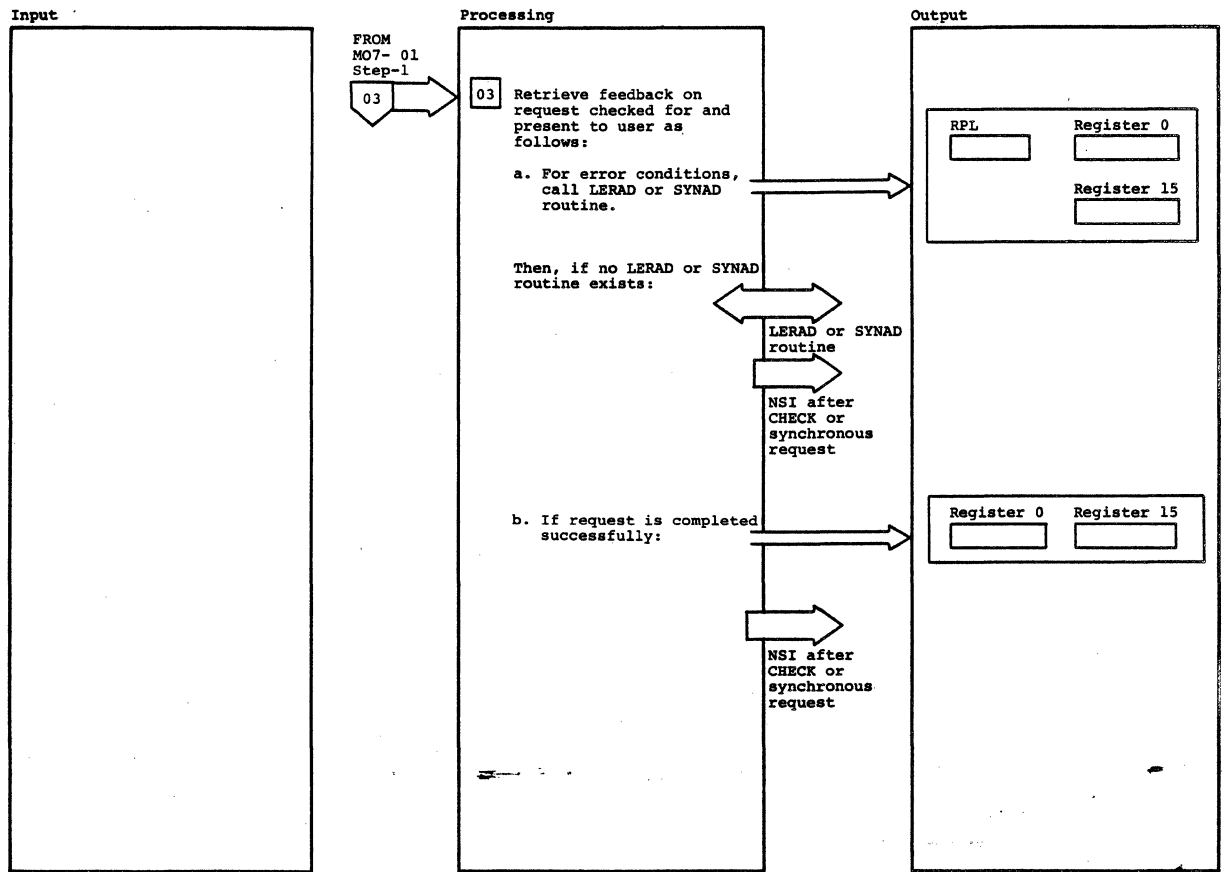 Input
Processing
Output
FROM
MO7- 01
Step-1
03
03 Retrieve feedback on
request checked for and
present to user as
follows:
a. For error conditions,
call LERAD or SYNAD
routine.
RPL
Register 0
Register 15
Then, if no LERAD or SYNAD
routine exists:
LERAD or SYNAD
routine
NSI after
CHECK or
synchronous
request
b. If request is completed
successfully:
Register 0
Register 15
NSI after
CHECK or
synchronous
request